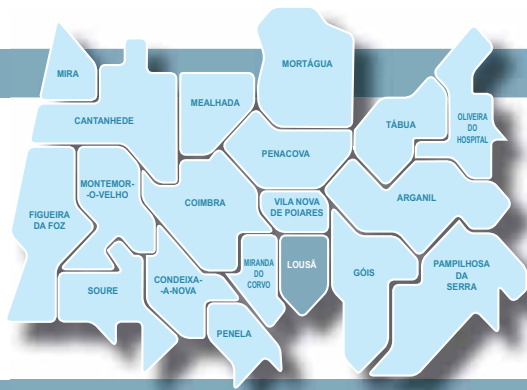 MIRA
MORTÁGUA
MEALHADA
CANTANHEDE
TÁBUA
OLIVEIRA
DO
HOSPITAL
PENACOVA
MONTEMOR-
-O-VELHO
COIMBRA
VILA NOVA
DE POIARES
ARGANIL
FIGUEIRA
DA FOZ
MIRANDA
DO
CORVO
LOUSÃ
GÓIS
PAMPILHOSA
DA
SERRA
SOURE
CONDEIXA-
-A-NOVA
PENELA